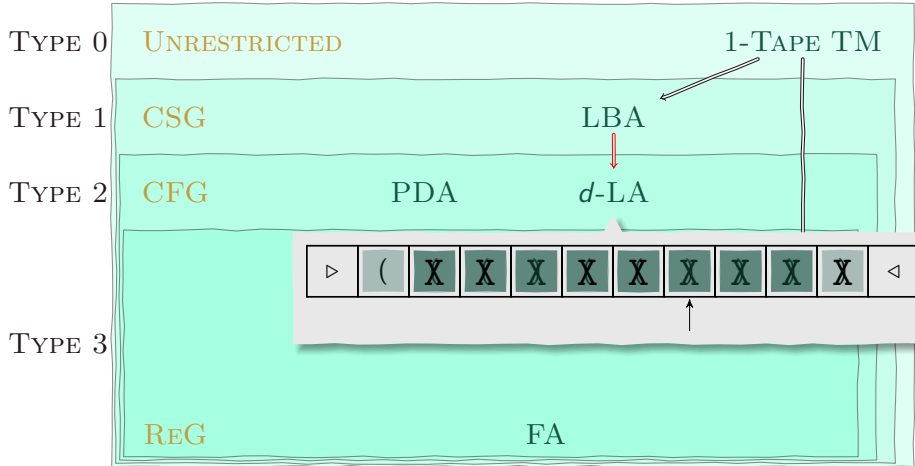 TYPE 0 UNRESTRICTED 1-TAPE TM
TYPE 1 CSG LBA
TYPE 2 CFG PDA d-LA
▷ ( X X X X X X X X X ◁
TYPE 3
REG FA